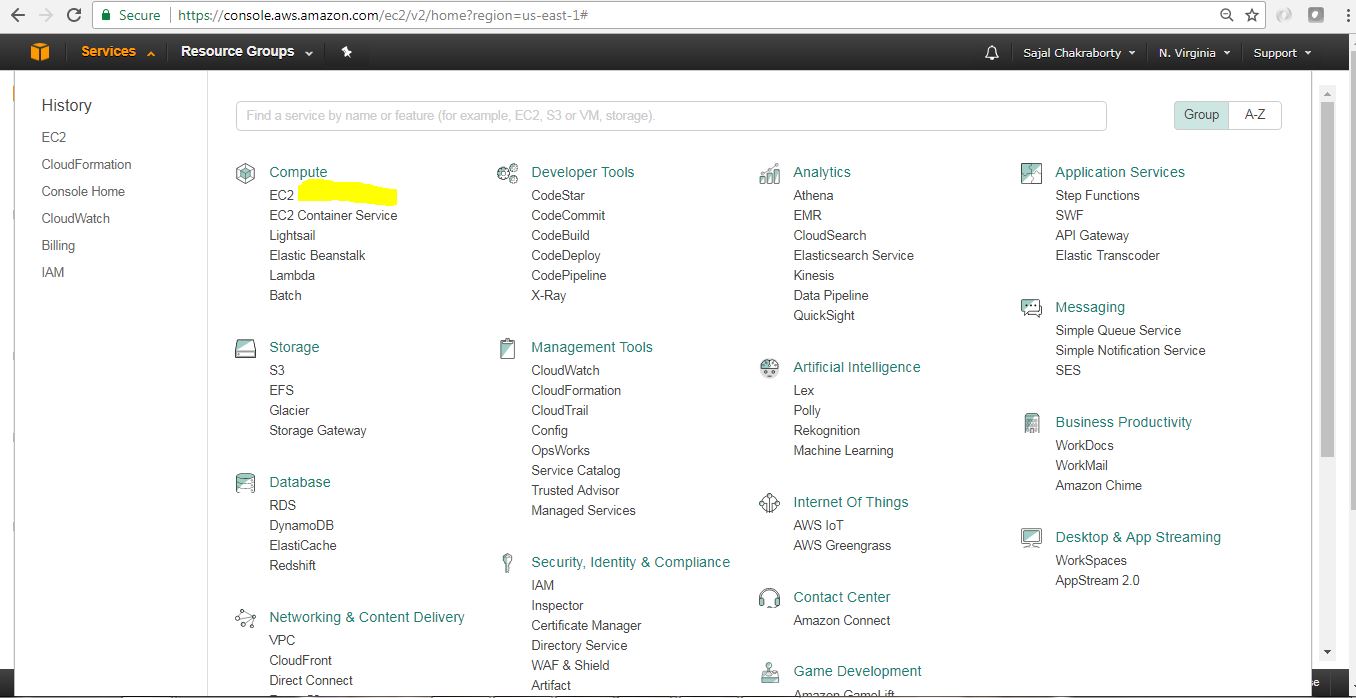 Secure https://console.aws.amazon.com/ec2/v2/home?region=us-east-1#
Services Resource Groups Sajal Chakraborty N. Virginia Support
History
EC2
CloudFormation
Console Home
CloudWatch
Billing
IAM
Find a service by name or feature (for example, EC2, S3 or VM, storage).
Group A-Z
Compute
EC2
EC2 Container Service
Lightsail
Elastic Beanstalk
Lambda
Batch
Storage
S3
EFS
Glacier
Storage Gateway
Database
RDS
DynamoDB
ElastiCache
Redshift
Networking & Content Delivery
VPC
CloudFront
Direct Connect
Developer Tools
CodeStar
CodeCommit
CodeBuild
CodeDeploy
CodePipeline
X-Ray
Management Tools
CloudWatch
CloudFormation
CloudTrail
Config
OpsWorks
Service Catalog
Trusted Advisor
Managed Services
Security, Identity & Compliance
IAM
Inspector
Certificate Manager
Directory Service
WAF & Shield
Artifact
Analytics
Athena
EMR
CloudSearch
Elasticsearch Service
Kinesis
Data Pipeline
QuickSight
Artificial Intelligence
Lex
Polly
Rekognition
Machine Learning
Internet Of Things
AWS IoT
AWS Greengrass
Contact Center
Amazon Connect
Game Development
Amazon GameLift
Application Services
Step Functions
SWF
API Gateway
Elastic Transcoder
Messaging
Simple Queue Service
Simple Notification Service
SES
Business Productivity
WorkDocs
WorkMail
Amazon Chime
Desktop & App Streaming
WorkSpaces
AppStream 2.0